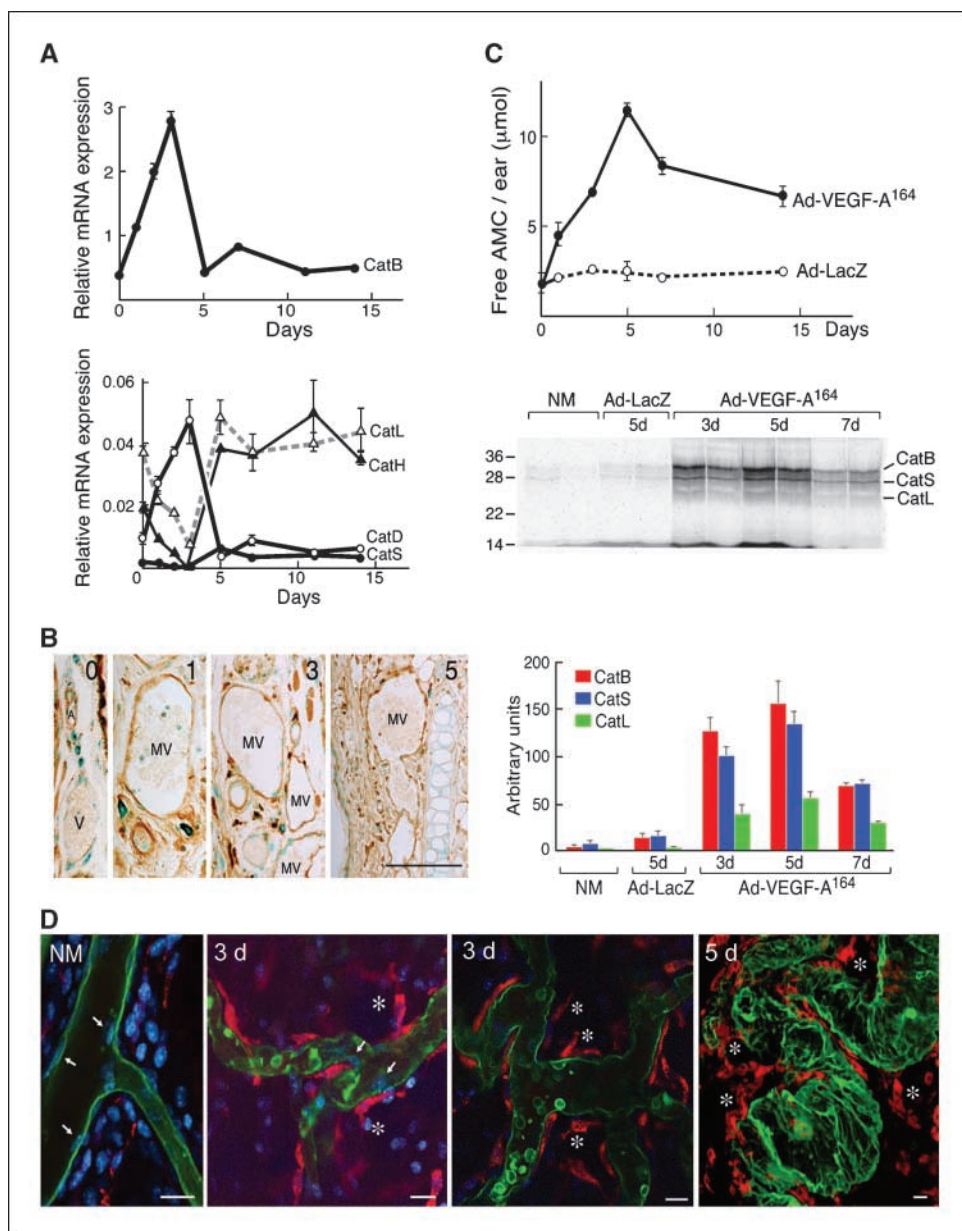 A
Relative mRNA expression
3
2
1
0
5
10
15
Days
CatB
Relative mRNA expression
0.06
0.04
0.02
0
5
10
15
Days
CatL
CatH
CatD
CatS
C
Free AMC / ear (μmol)
10
5
0
5
10
15
Days
Ad-VEGF-A164
Ad-LacZ
NM
Ad-LacZ
Ad-VEGF-A164
5d
3d
5d
7d
36
28
22
14
CatB
CatS
CatL
B
0
1
3
5
A
V
MV
MV
MV
MV
MV
MV
Arbitrary units
200
150
100
50
0
CatB
CatS
CatL
5d
3d
5d
7d
NM
Ad-LacZ
Ad-VEGF-A164
D
NM
3 d
3 d
5 d
*
*
*
*
*
*
*
*